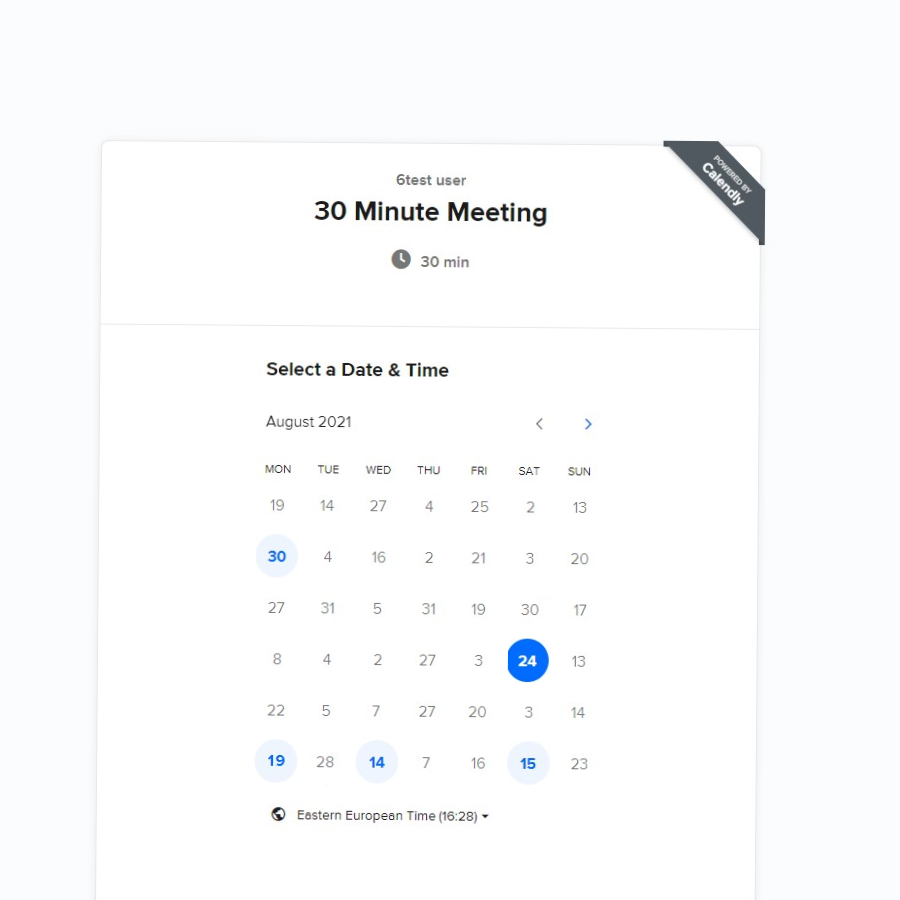 POWERED BY
Calendly
6test user
30 Minute Meeting
30 min
Select a Date & Time
August 2021
MON TUE WED THU FRI SAT SUN
19 14 27 4 25 2 13
30 4 16 2 21 3 20
27 31 5 31 19 30 17
8 4 2 27 3 24 13
22 5 7 27 20 3 14
19 28 14 7 16 15 23
Eastern European Time (16:28)